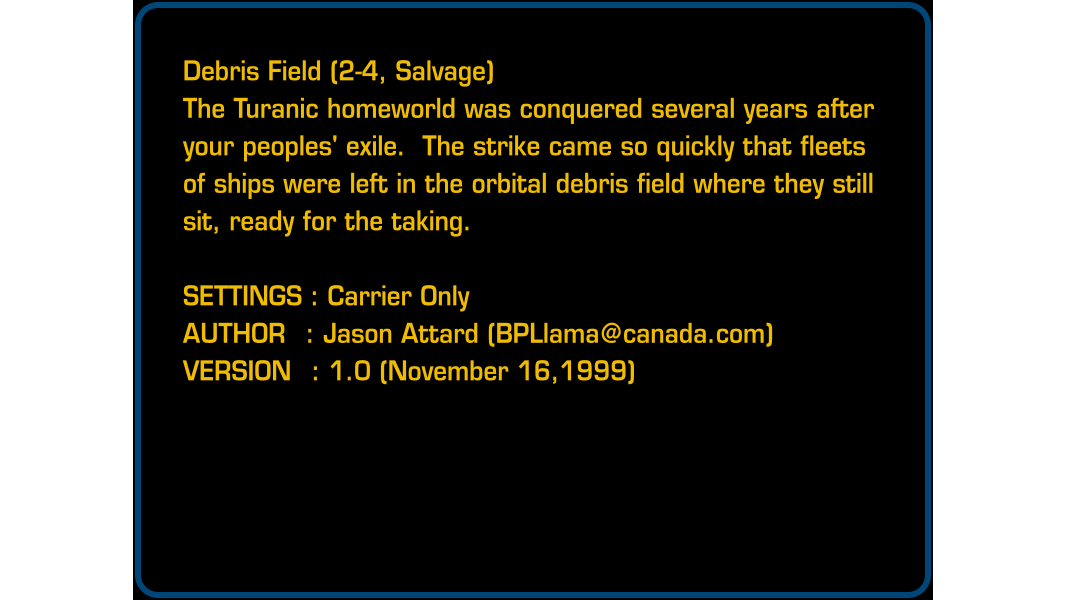 Debris Field (2-4, Salvage)
The Turanic homeworld was conquered several years after
your peoples' exile.  The strike came so quickly that fleets
of ships were left in the orbital debris field where they still
sit, ready for the taking.

SETTINGS : Carrier Only
AUTHOR  : Jason Attard (BPLlama@canada.com)
VERSION  : 1.0 (November 16,1999)